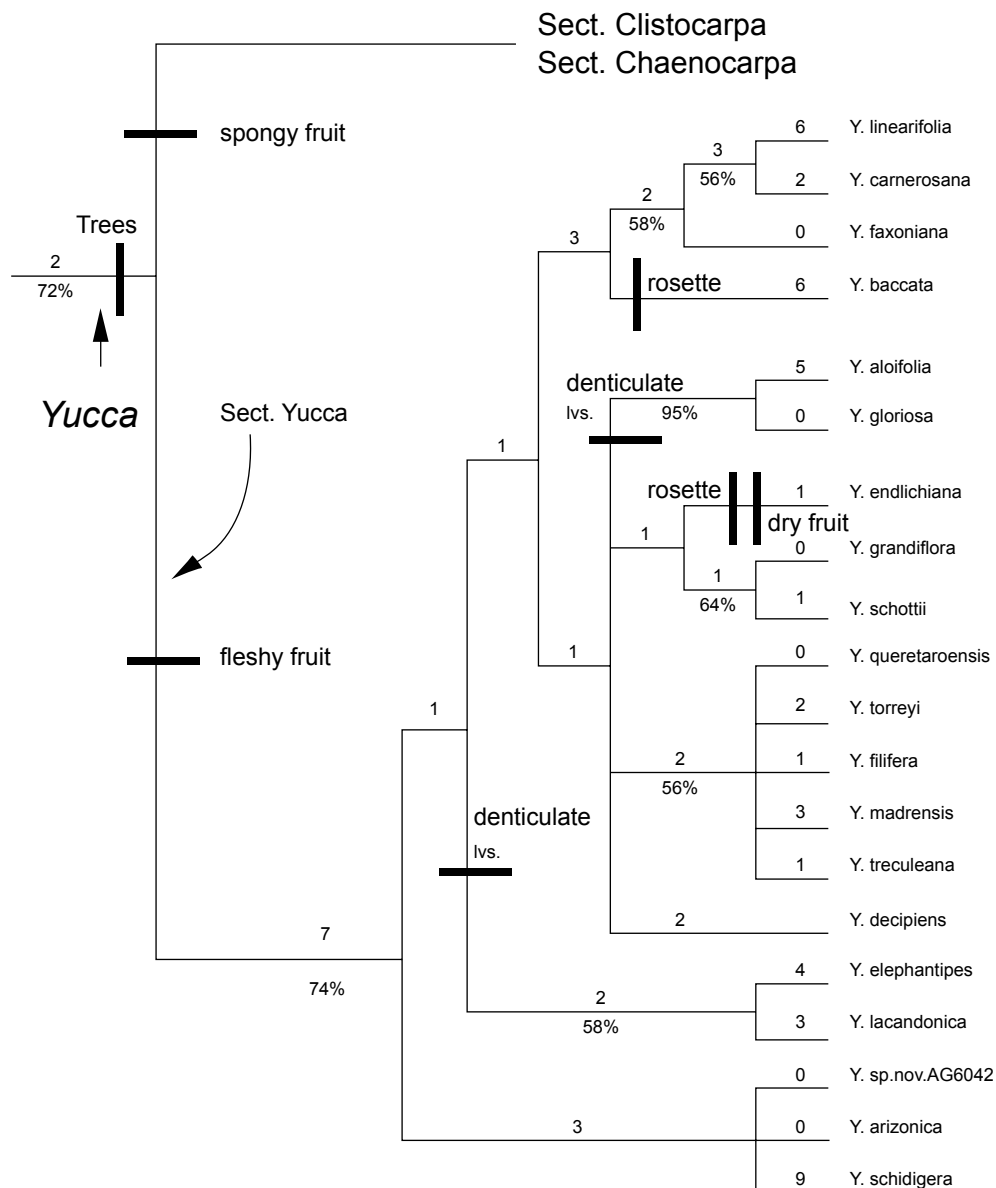 Sect. Clistocarpa
Sect. Chaenocarpa
spongy fruit
Trees
2
72%
Yucca
Sect. Yucca
fleshy fruit
7
74%
1
1
3
2
58%
3
56%
6 Y. linearifolia
2 Y. carnerosana
0 Y. faxoniana
rosette 6 Y. baccata
denticulate
lvs.
95%
5 Y. aloifolia
0 Y. gloriosa
1
rosette 1 Y. endlichiana
dry fruit
1
64%
0 Y. grandiflora
1 Y. schottii
1
2
56%
0 Y. queretaroensis
2 Y. torreyi
1 Y. filifera
3 Y. madrensis
1 Y. treculeana
2 Y. decipiens
denticulate
lvs.
2
58%
4 Y. elephantipes
3 Y. lacandonica
3
0 Y. sp.nov.AG6042
0 Y. arizonica
9 Y. schidigera